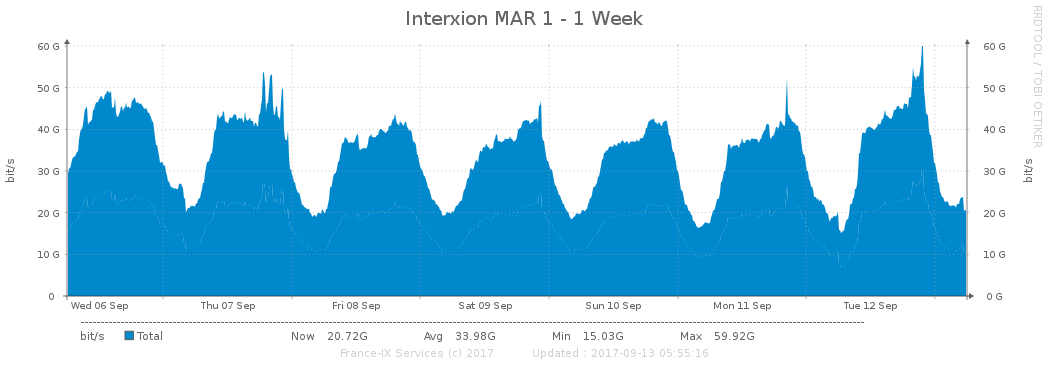 Interxion MAR 1 - 1 Week
RRDTOOL / TOBI OETIKER
60 G 60 G
50 G 50 G
40 G 40 G
30 G 30 G
20 G 20 G
10 G 10 G
0 0 G
bit/s bit/s
Wed 06 Sep Thu 07 Sep Fri 08 Sep Sat 09 Sep Sun 10 Sep Mon 11 Sep Tue 12 Sep
bit/s Total Now 20.72G Avg 33.98G Min 15.03G Max 59.92G
France-IX Services (c) 2017 Updated : 2017-09-13 05:55:16